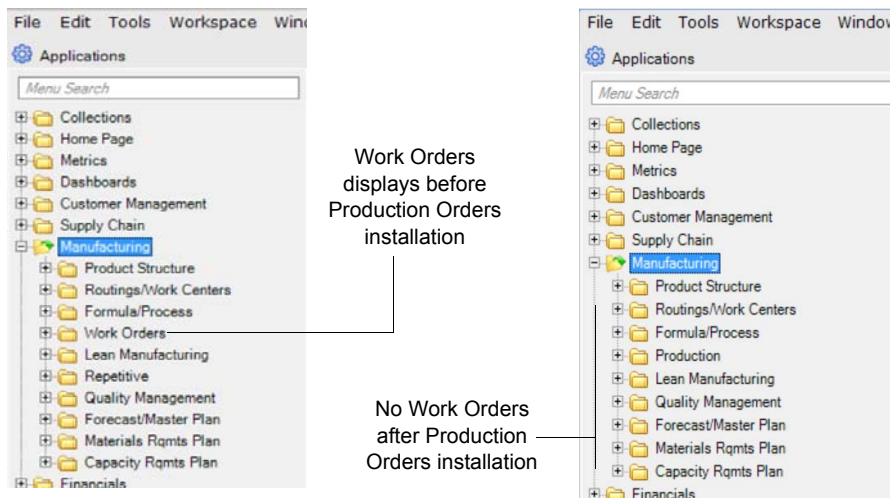 File Edit Tools Workspace Win
Applications
Menu Search
Collections
Home Page
Metrics
Dashboards
Customer Management
Supply Chain
Manufacturing
Product Structure
Routings/Work Centers
Formula/Process
Work Orders
Lean Manufacturing
Repetitive
Quality Management
Forecast/Master Plan
Materials Rqmts Plan
Capacity Rqmts Plan
Financials
Work Orders
displays before
Production Orders
installation
No Work Orders
after Production
Orders installation
File Edit Tools Workspace Window
Applications
Menu Search
Collections
Home Page
Metrics
Dashboards
Customer Management
Supply Chain
Manufacturing
Product Structure
Routings/Work Centers
Formula/Process
Production
Lean Manufacturing
Quality Management
Forecast/Master Plan
Materials Rqmts Plan
Capacity Rqmts Plan
Financials